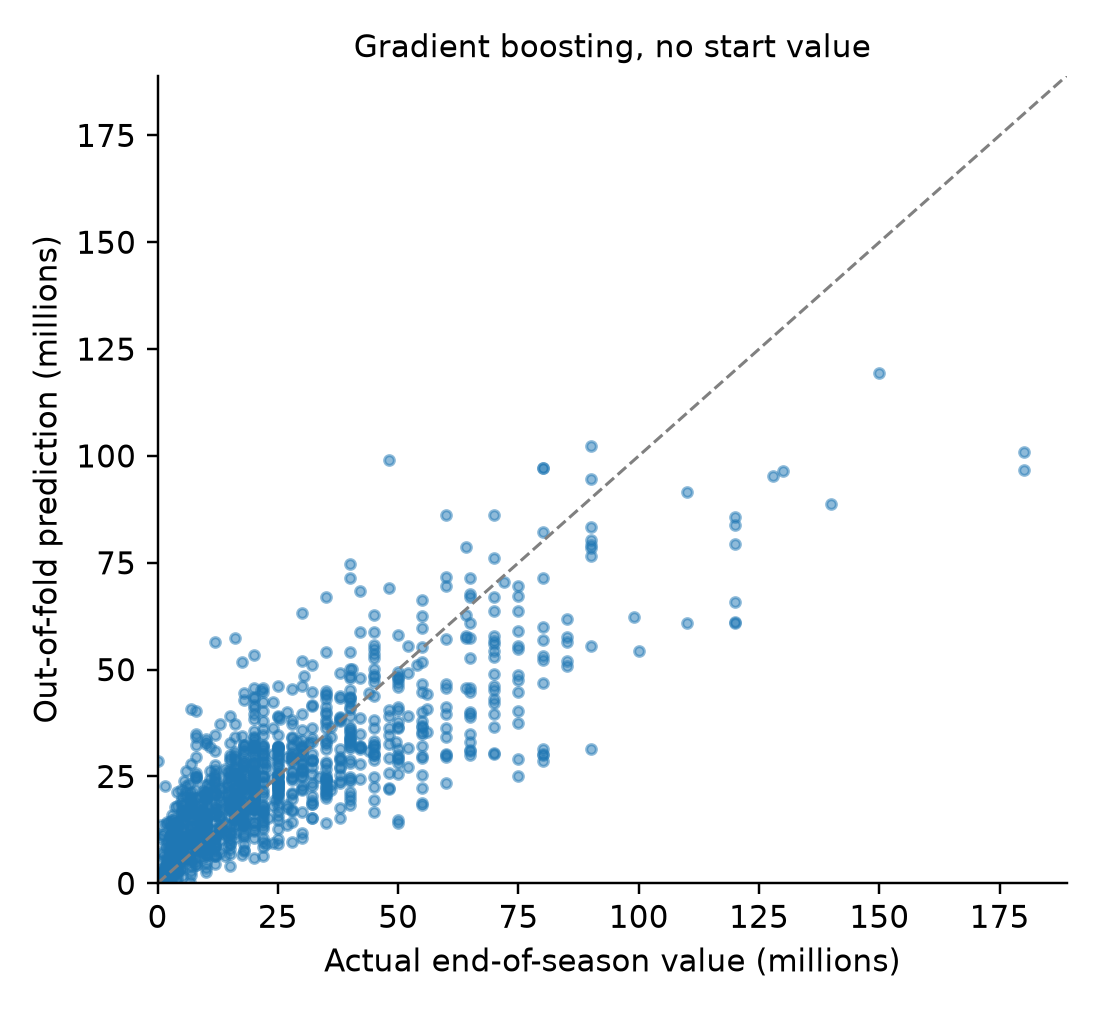 Gradient boosting, no start value
Out-of-fold prediction (millions)
175
150
125
100
75
50
25
0
0 25 50 75 100 125 150 175
Actual end-of-season value (millions)